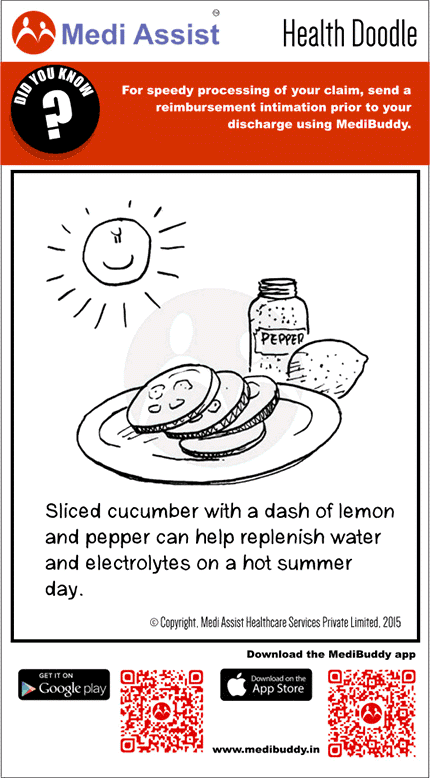 Medi Assist
TM
Health Doodle
DID YOU KNOW
?
For speedy processing of your claim, send a
reimbursement intimation prior to your
discharge using MediBuddy.
PEPPER
Sliced cucumber with a dash of lemon
and pepper can help replenish water
and electrolytes on a hot summer
day.
© Copyright, Medi Assist Healthcare Services Private Limited, 2015
Download the MediBuddy app
GET IT ON
Google play
Download on the
App Store
www.medibuddy.in